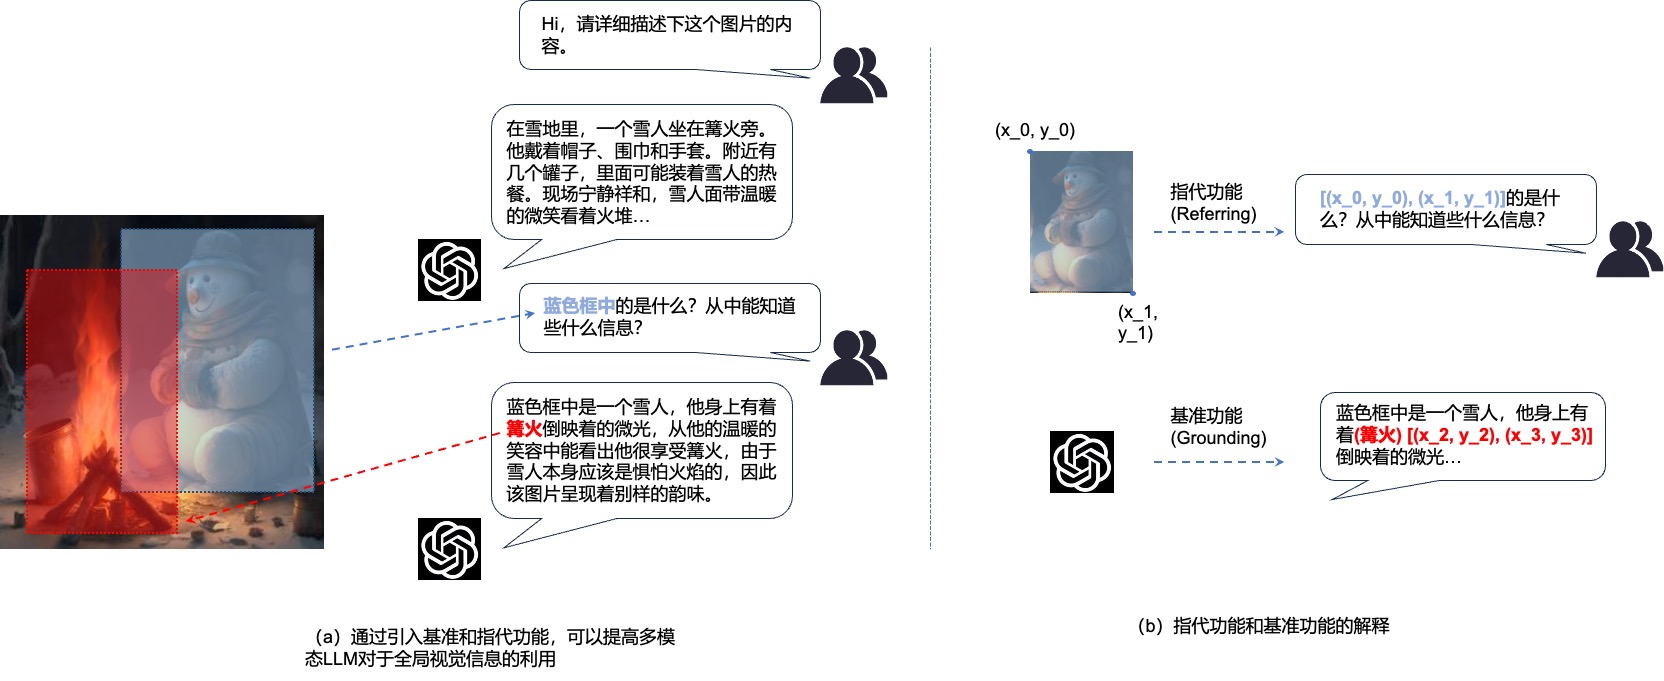 Hi，请详细描述下这个图片的内
容。
在雪地里，一个雪人坐在篝火旁。
他戴着帽子、围巾和手套。附近有
几个罐子，里面可能装着雪人的热
餐。现场宁静祥和，雪人面带温暖
的微笑看着火堆...
蓝色框中的是什么？从中能知道
些什么信息？
蓝色框中是一个雪人，他身上有着
篝火倒映着的微光，从他的温暖的
笑容中能看出他很享受篝火，由于
雪人本身应该是惧怕火焰的，因此
该图片呈现着别样的韵味。
（a）通过引入基准和指代功能，可以提高多模
态LLM对于全局视觉信息的利用
(x_0, y_0)
(x_1,
y_1)
指代功能
(Referring)
[(x_0, y_0), (x_1, y_1)]的是什
么？从中能知道些什么信息？
基准功能
(Grounding)
蓝色框中是一个雪人，他身上有
着(篝火) [(x_2, y_2), (x_3, y_3)]
倒映着的微光...
（b）指代功能和基准功能的解释